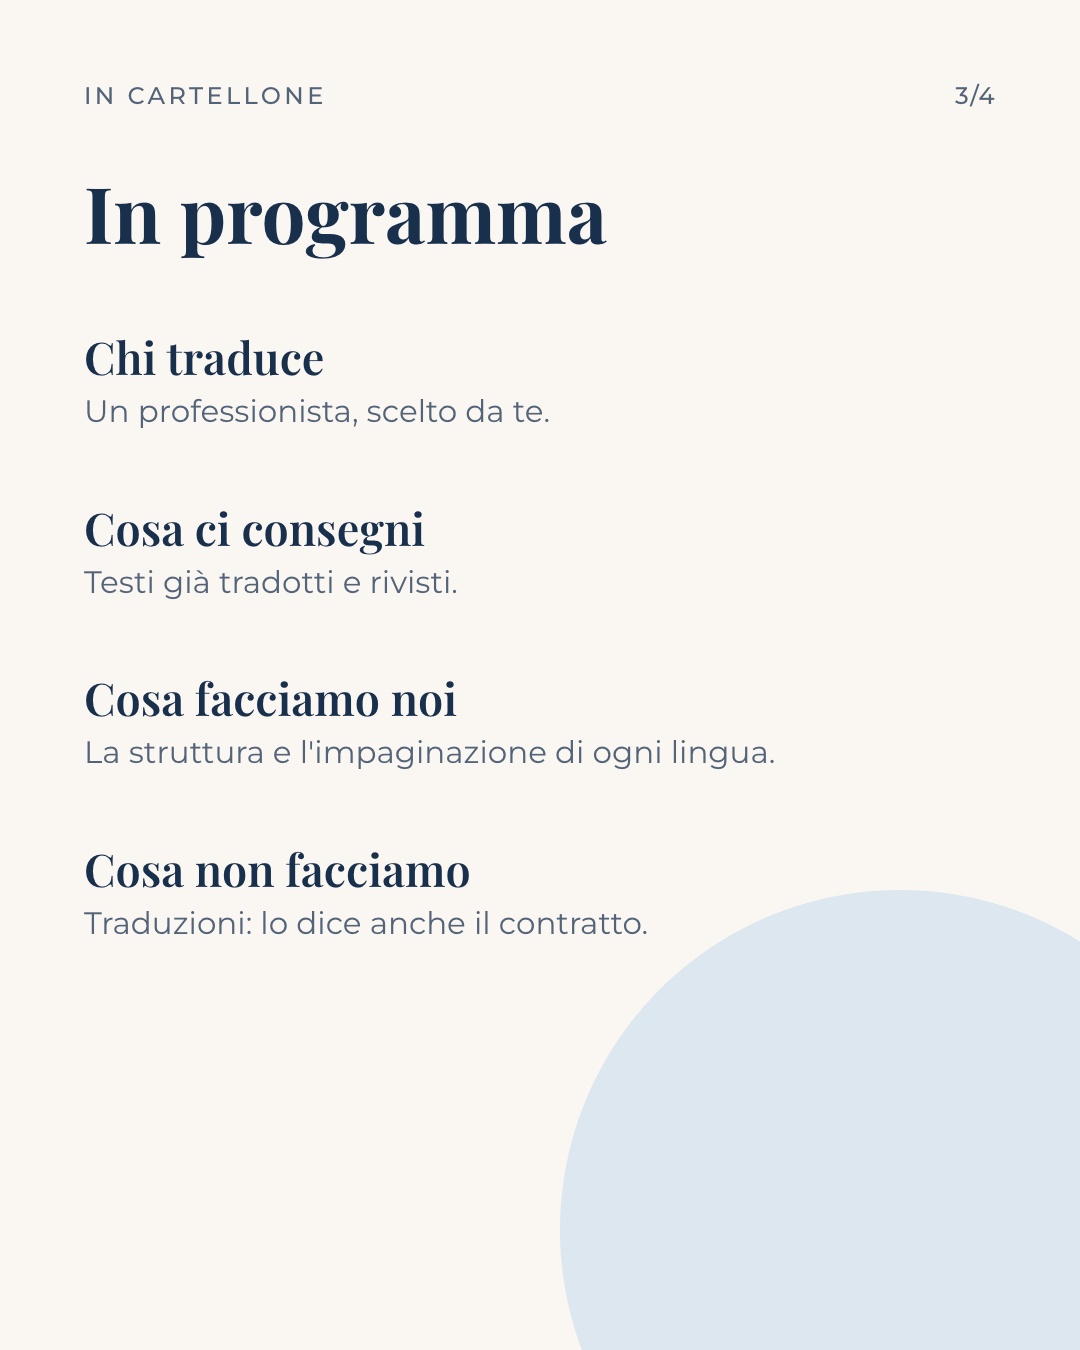 IN CARTELLONE
3/4
In programma
Chi traduce
Un professionista, scelto da te.
Cosa ci consegni
Testi già tradotti e rivisti.
Cosa facciamo noi
La struttura e l'impaginazione di ogni lingua.
Cosa non facciamo
Traduzioni: lo dice anche il contratto.